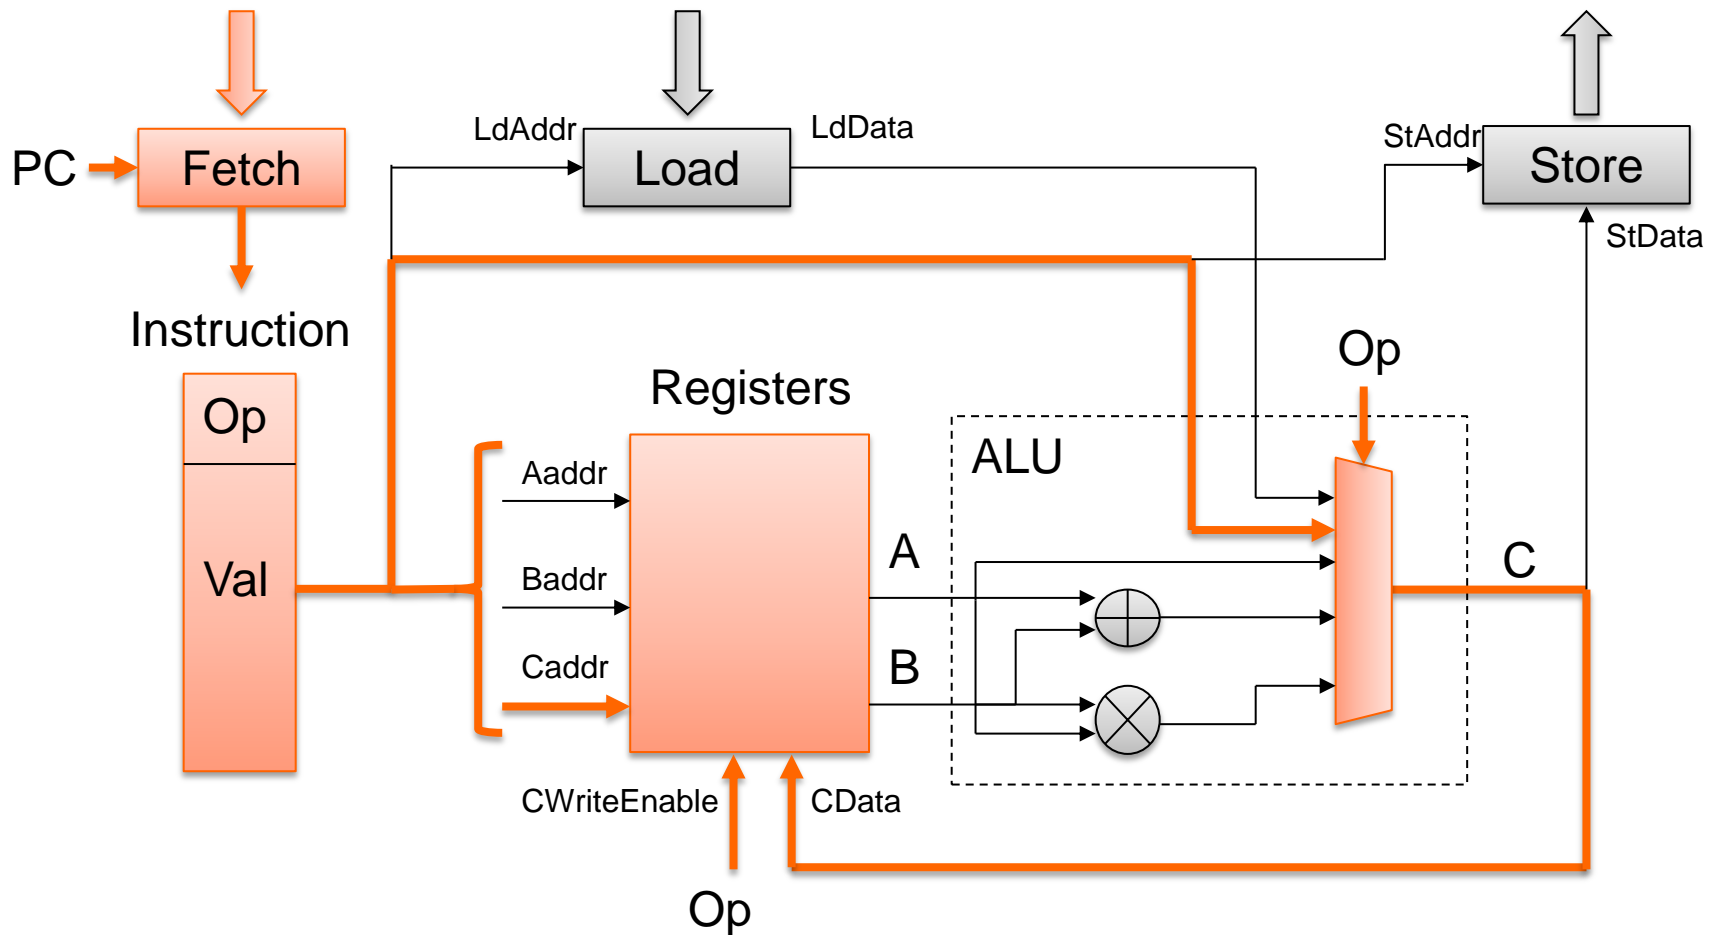 LdAddr
LdData
StAddr
PC
Fetch
Load
Store
StData
Instruction
Op
Registers
Op
ALU
Aaddr
A
Val
Baddr
C
Caddr
B
CWriteEnable
CData
Op